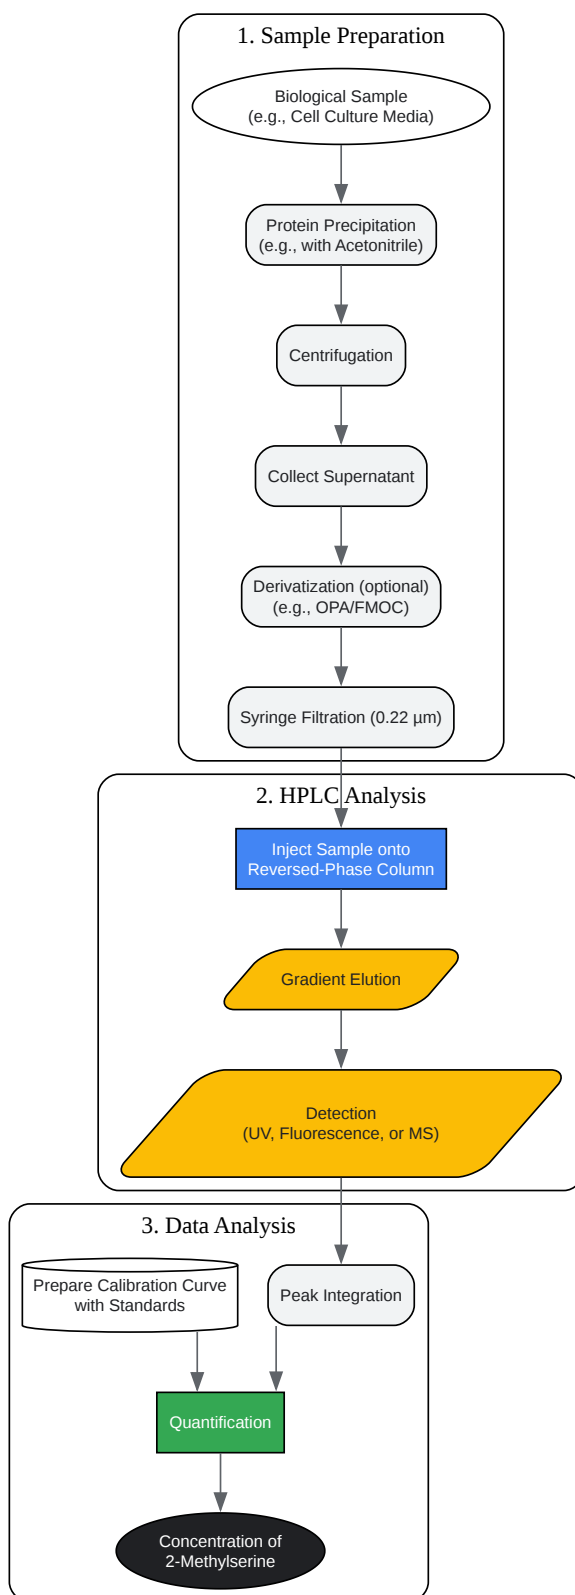 1. Sample Preparation
Biological Sample
(e.g., Cell Culture Media)
Protein Precipitation
(e.g., with Acetonitrile)
Centrifugation
Collect Supernatant
Derivatization (optional)
(e.g., OPA/FMOC)
Syringe Filtration (0.22 µm)
2. HPLC Analysis
Inject Sample onto
Reversed-Phase Column
Gradient Elution
Detection
(UV, Fluorescence, or MS)
3. Data Analysis
Prepare Calibration Curve
with Standards
Peak Integration
Quantification
Concentration of
2-Methylserine